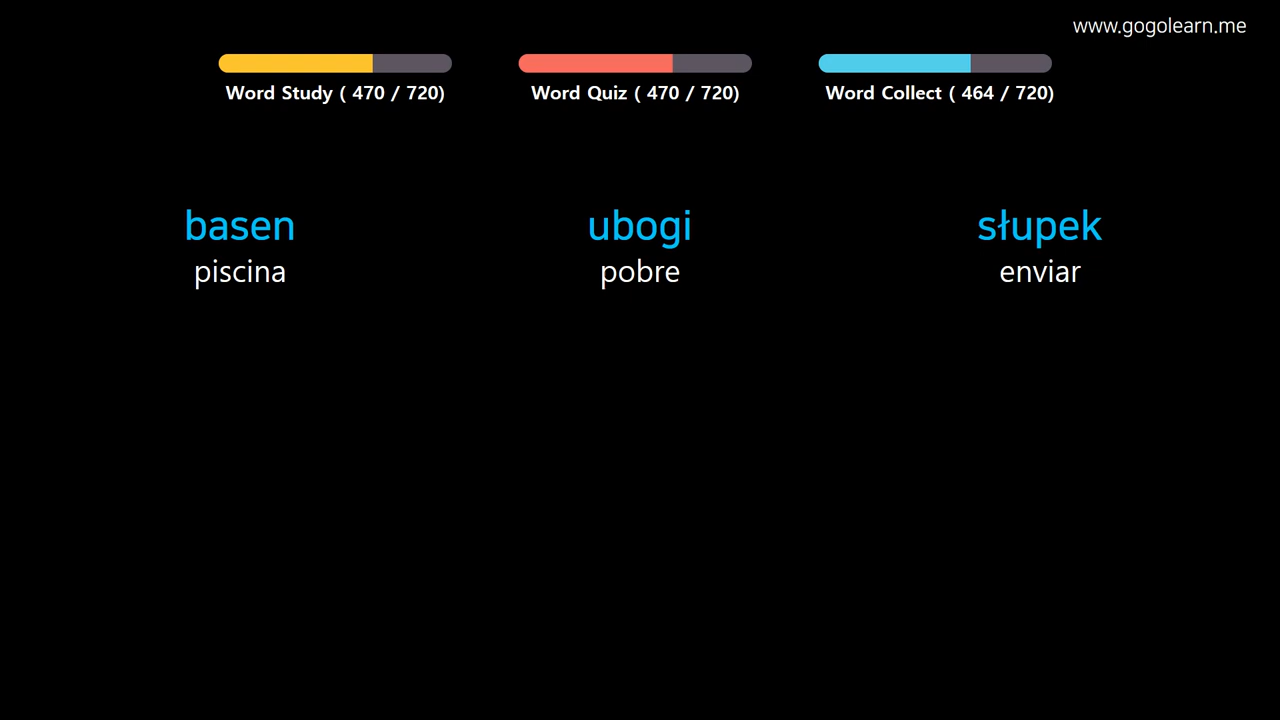 www.gogolearn.me
Word Study ( 470 / 720) Word Quiz ( 470 / 720) Word Collect ( 464 / 720)
basen ubogi słupek
piscina pobre enviar